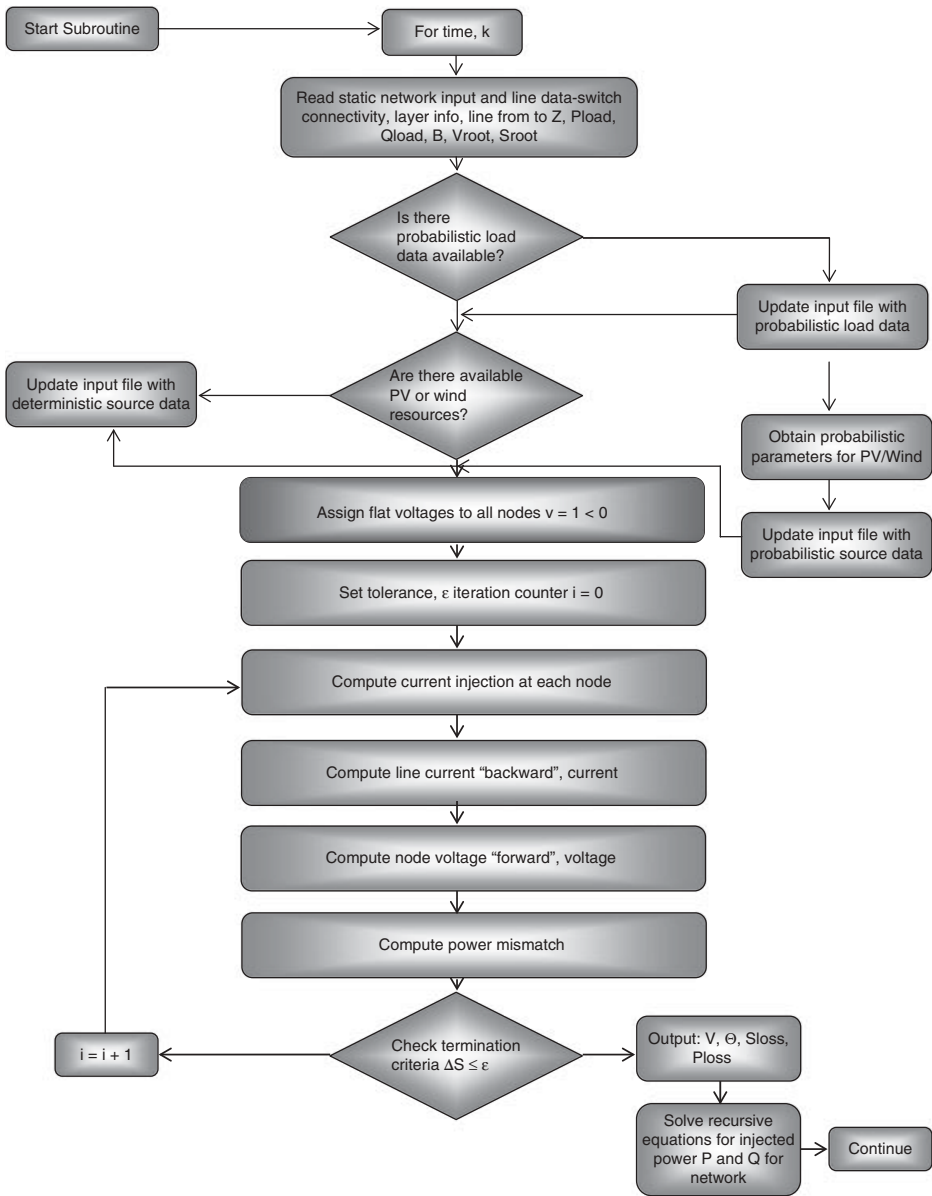 Start Subroutine
For time, k
Read static network input and line data-switch
connectivity, layer info, line from to Z, Pload,
Qload, B, Vroot, Sroot
Is there
probabilistic load
data available?
Update input file with
probabilistic load data
Are there available
PV or wind
resources?
Update input file with
deterministic source data
Obtain probabilistic
parameters for PV/Wind
Assign flat voltages to all nodes v = 1 < 0
Update input file with
probabilistic source data
Set tolerance, ε iteration counter i = 0
Compute current injection at each node
Compute line current “backward”, current
Compute node voltage “forward”, voltage
Compute power mismatch
Check termination
criteria ΔS ≤ ε
i = i + 1
Output: V, Θ, Sloss,
Ploss
Solve recursive
equations for injected
power P and Q for
network
Continue